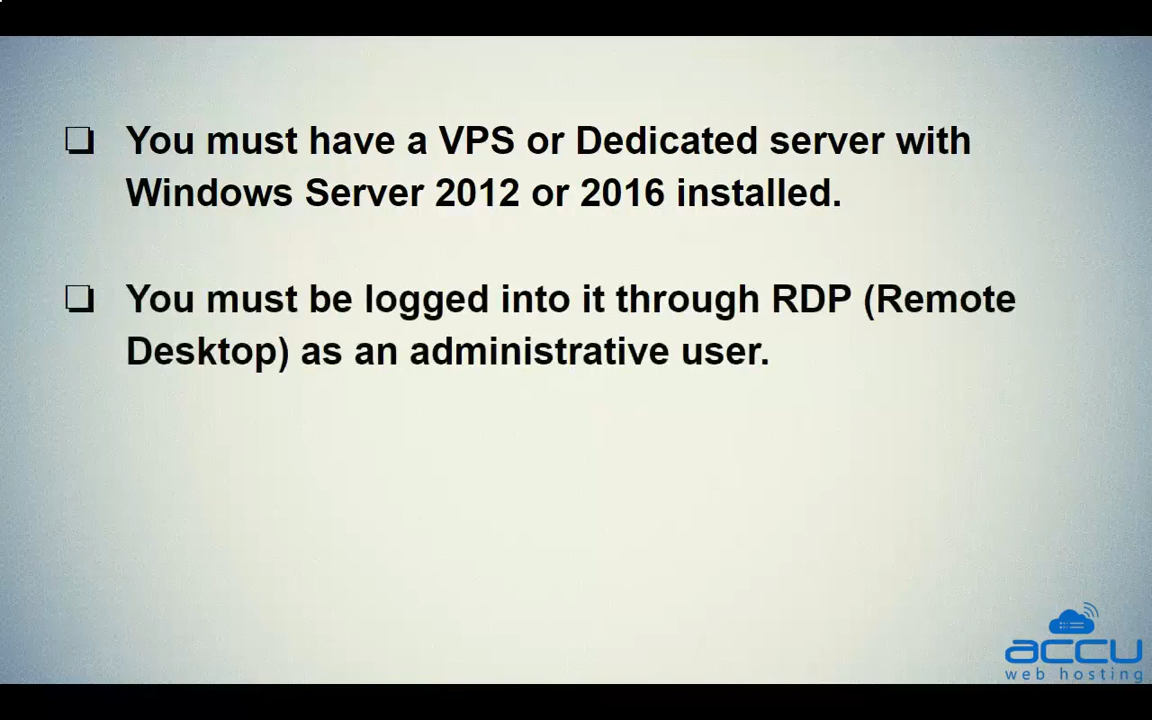 ❏ You must have a VPS or Dedicated server with
Windows Server 2012 or 2016 installed.
❏ You must be logged into it through RDP (Remote
Desktop) as an administrative user.
accu
web hosting